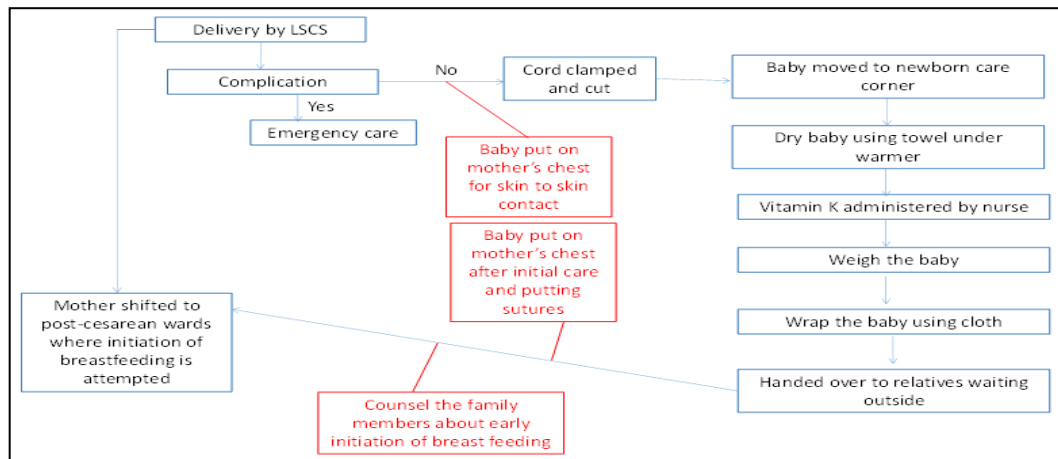 Delivery by LSCS
Complication
No
Yes
Emergency care
Cord clamped
and cut
Baby moved to newborn care
corner
Dry baby using towel under
warmer
Vitamin K administered by nurse
Weigh the baby
Wrap the baby using cloth
Handed over to relatives waiting
outside
Baby put on
mother's chest
for skin to skin
contact
Baby put on
mother's chest
after initial care
and putting
sutures
Mother shifted to
post-cesarean wards
where initiation of
breastfeeding is
attempted
Counsel the family
members about early
initiation of breast feeding